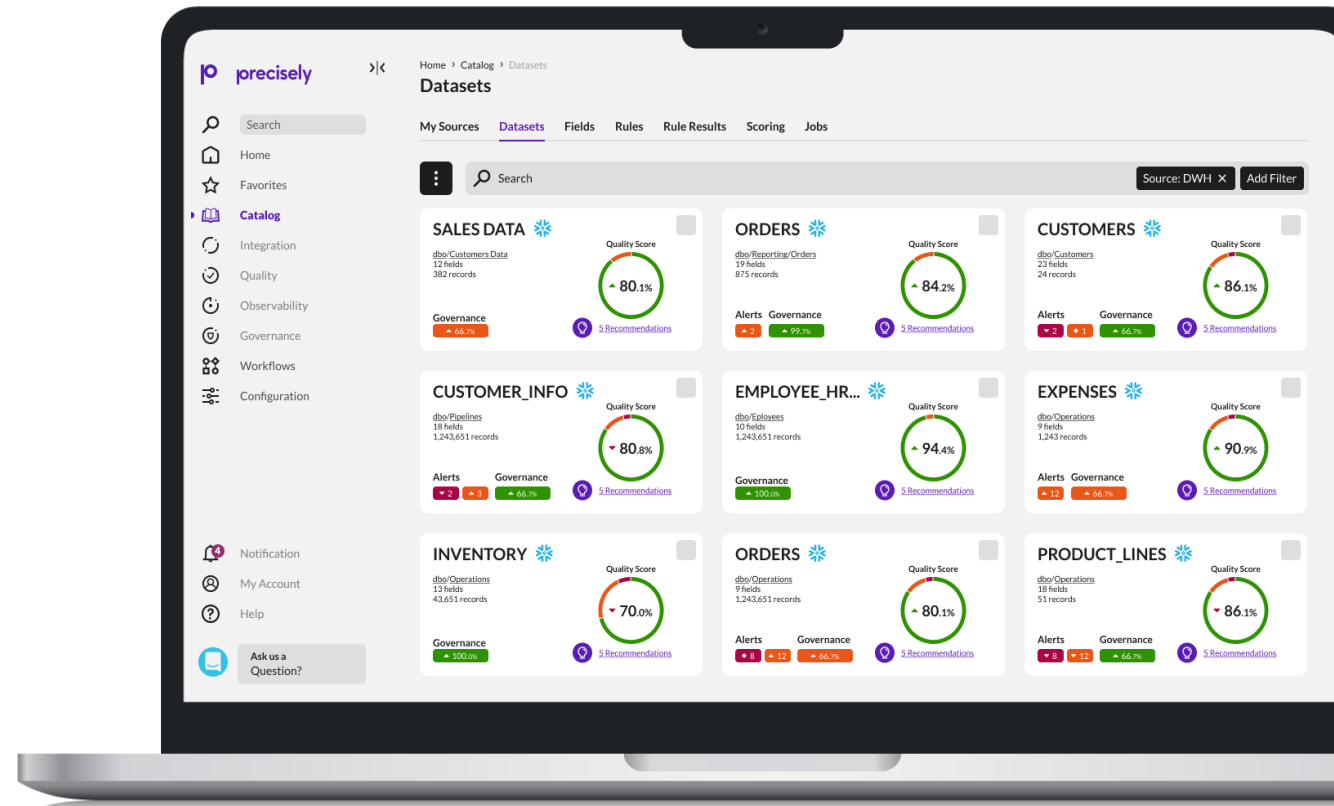 precisely
Search
Home
Favorites
Catalog
Integration
Quality
Observability
Governance
Workflows
Configuration
4
Notification
My Account
Help
Ask us a
Question?
Home › Catalog › Datasets
Datasets
My Sources Datasets Fields Rules Rule Results Scoring Jobs
Search Source: DWH × Add Filter
SALES DATA
Quality Score
dbo/Customers Data
12 fields
382 records
80.1%
Governance
66.7%
5 Recommendations
ORDERS
Quality Score
dbo/Reporting/Orders
19 fields
875 records
84.2%
Alerts Governance
2 99.7%
5 Recommendations
CUSTOMERS
Quality Score
dbo/Customers
23 fields
24 records
86.1%
Alerts Governance
2 1 66.7%
5 Recommendations
CUSTOMER_INFO
Quality Score
dbo/Pipelines
18 fields
1,243,651 records
80.8%
Alerts Governance
2 3 66.7%
5 Recommendations
EMPLOYEE_HR...
Quality Score
dbo/Eployees
10 fields
1,243,651 records
94.4%
Governance
100.0%
5 Recommendations
EXPENSES
Quality Score
dbo/Operations
9 fields
1,243 records
90.9%
Alerts Governance
12 66.7%
5 Recommendations
INVENTORY
Quality Score
dbo/Operations
13 fields
43,651 records
70.0%
Governance
100.0%
5 Recommendations
ORDERS
Quality Score
dbo/Operations
9 fields
1,243,651 records
80.1%
Alerts Governance
8 12 66.7%
5 Recommendations
PRODUCT_LINES
Quality Score
dbo/Operations
18 fields
51 records
86.1%
Alerts Governance
8 12 66.7%
5 Recommendations